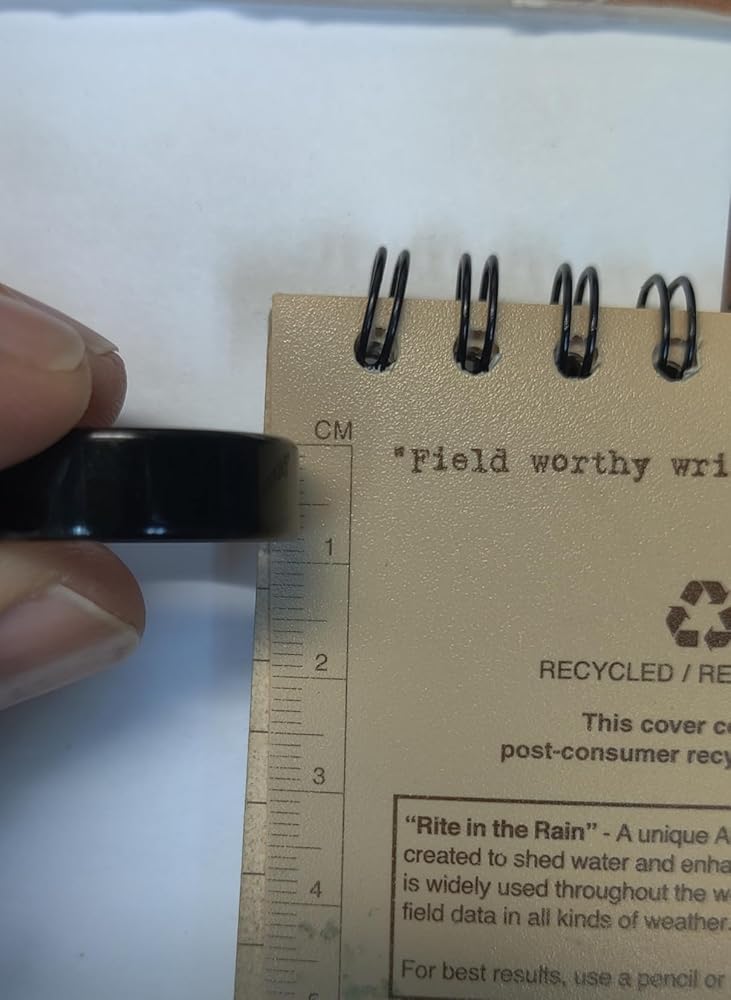 CM
"Field worthy wri
1
2
RECYCLED / RE
This cover c
post-consumer recy
3
"Rite in the Rain" - A unique A
created to shed water and enha
4
is widely used throughout the w
field data in all kinds of weather.
For best results, use a pencil or